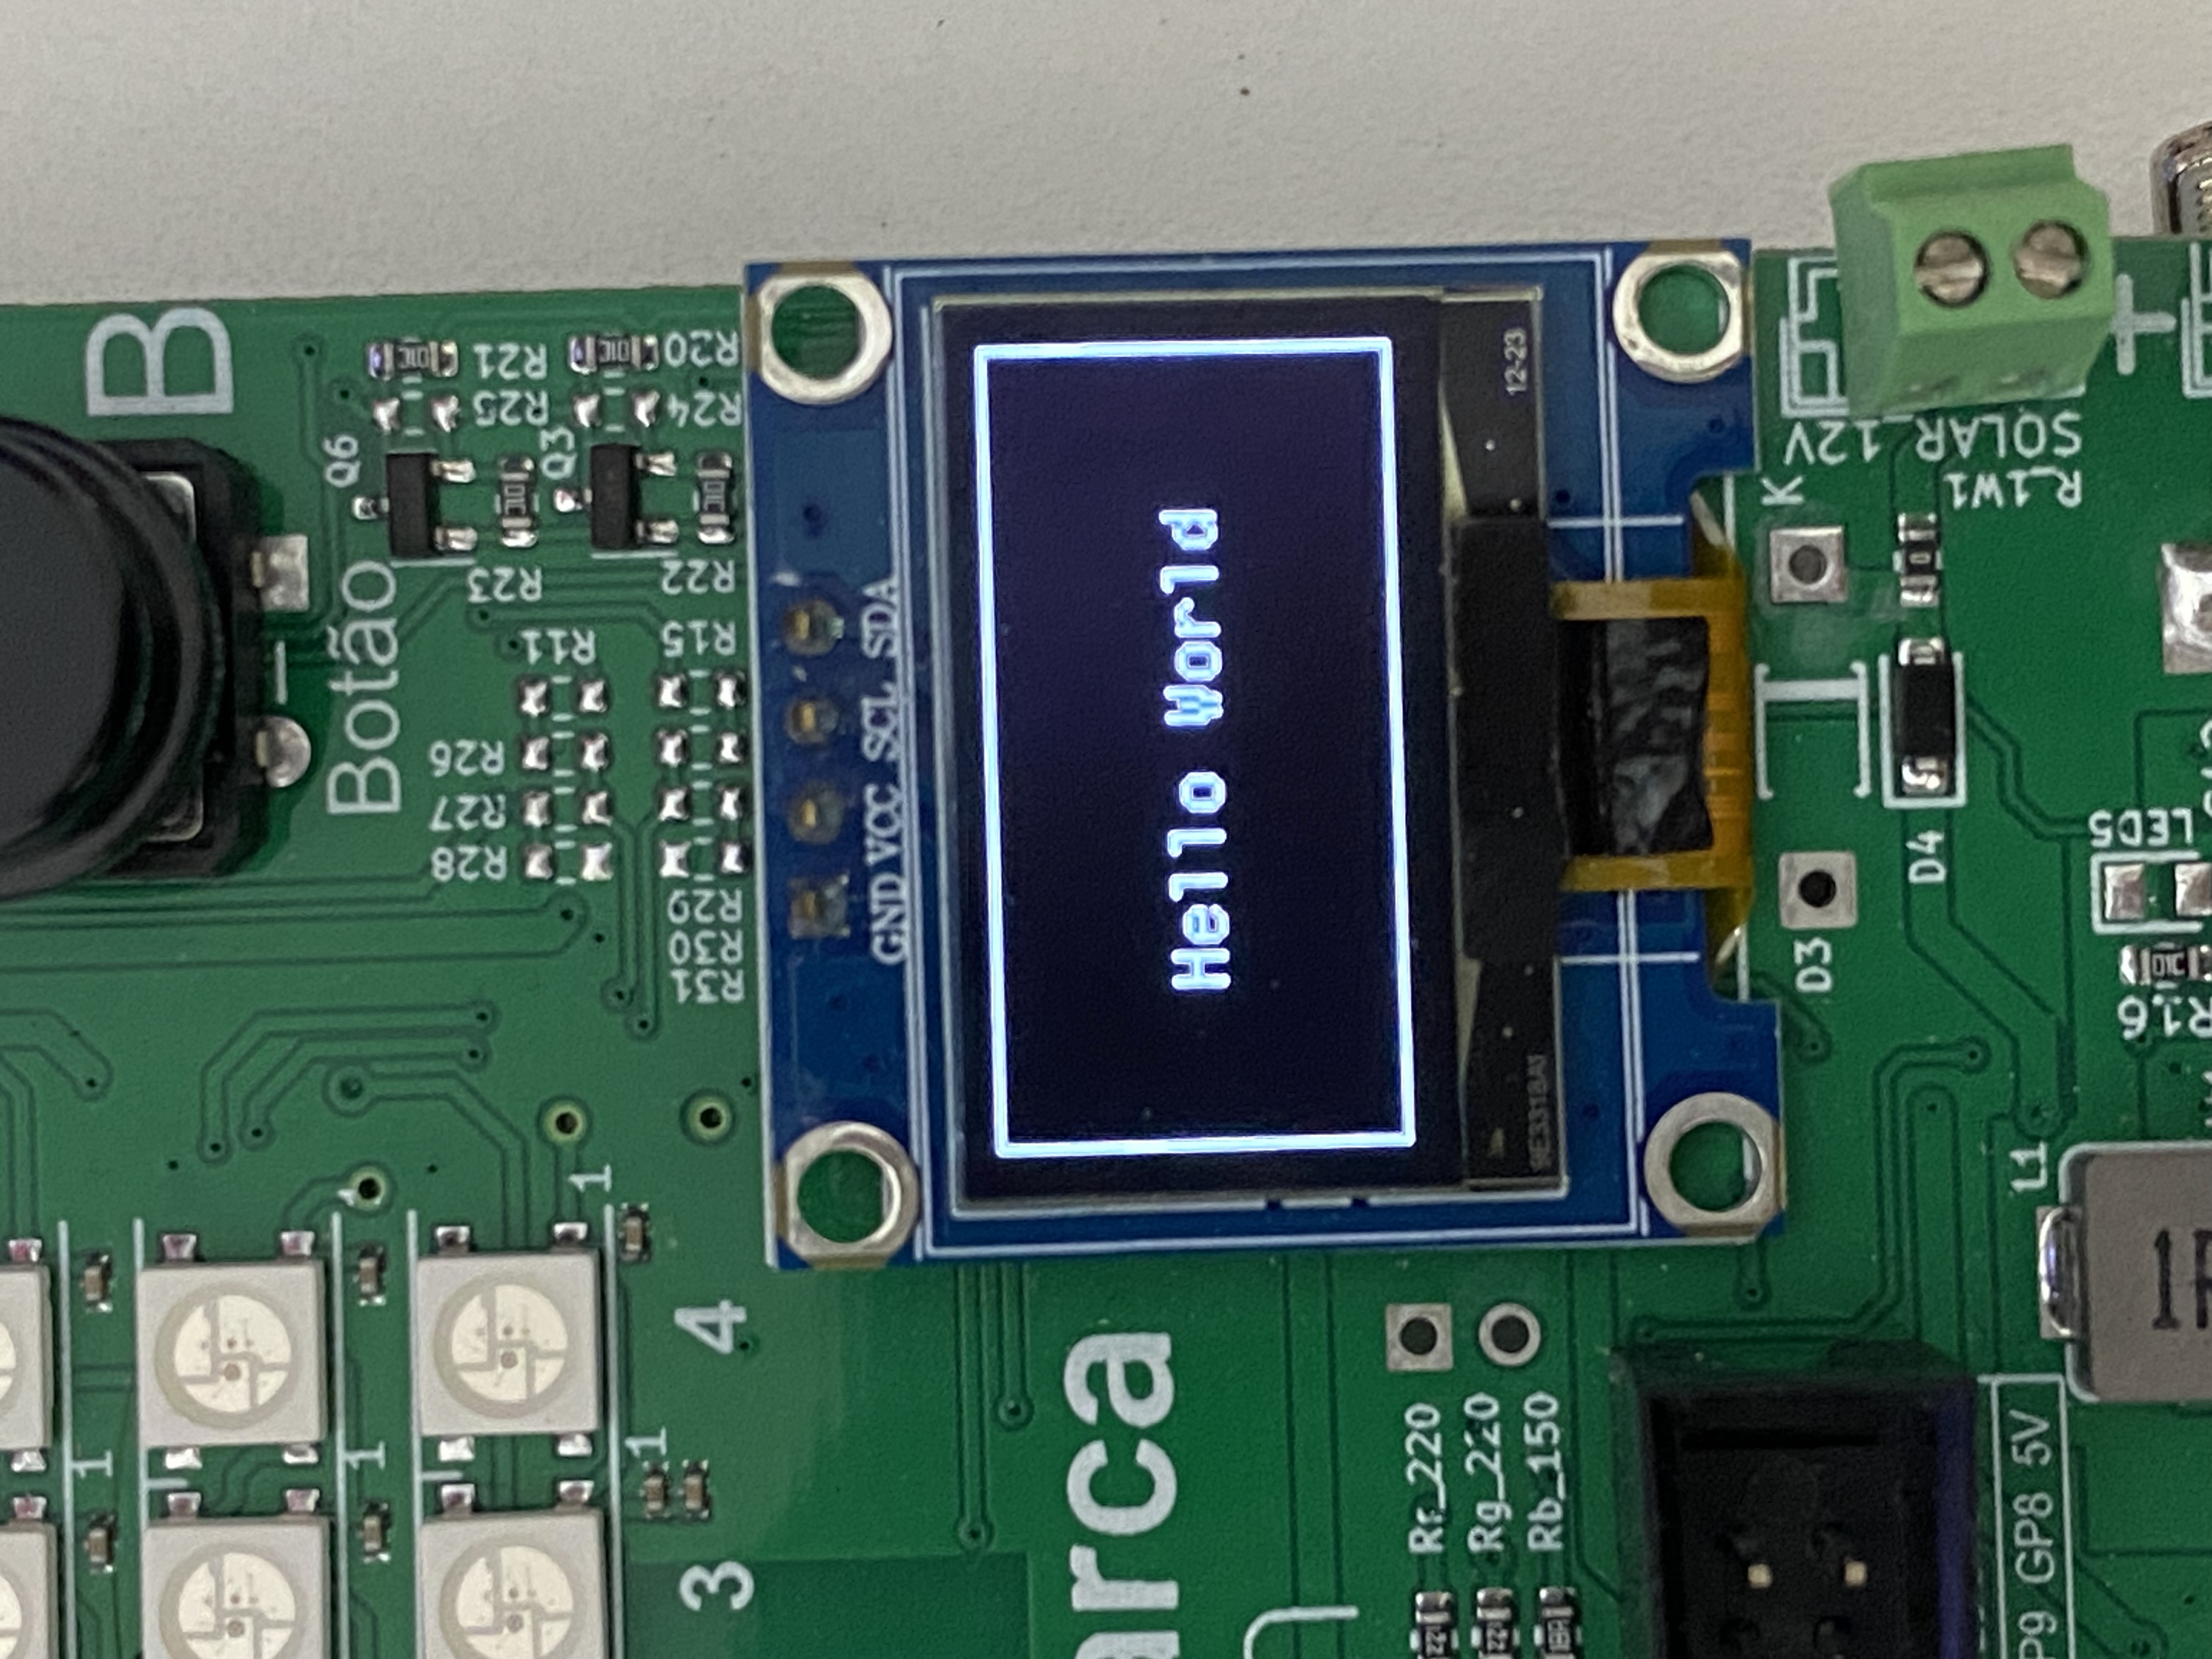 1
B
1
Botão
Q6
R28
R27
R26
R23
R25
R21
R11
Q3
1
1
3
4
R31
R30
R29
R15
R22
R24
R20
GND VCC SCL SDA
arca
Hello World
Rr_220
Rg_220
Rb_150
12-23
D3
K
D4
R_1W1
SOLAR_12V
P9 GP8 5V
L1
R16
LED5
+